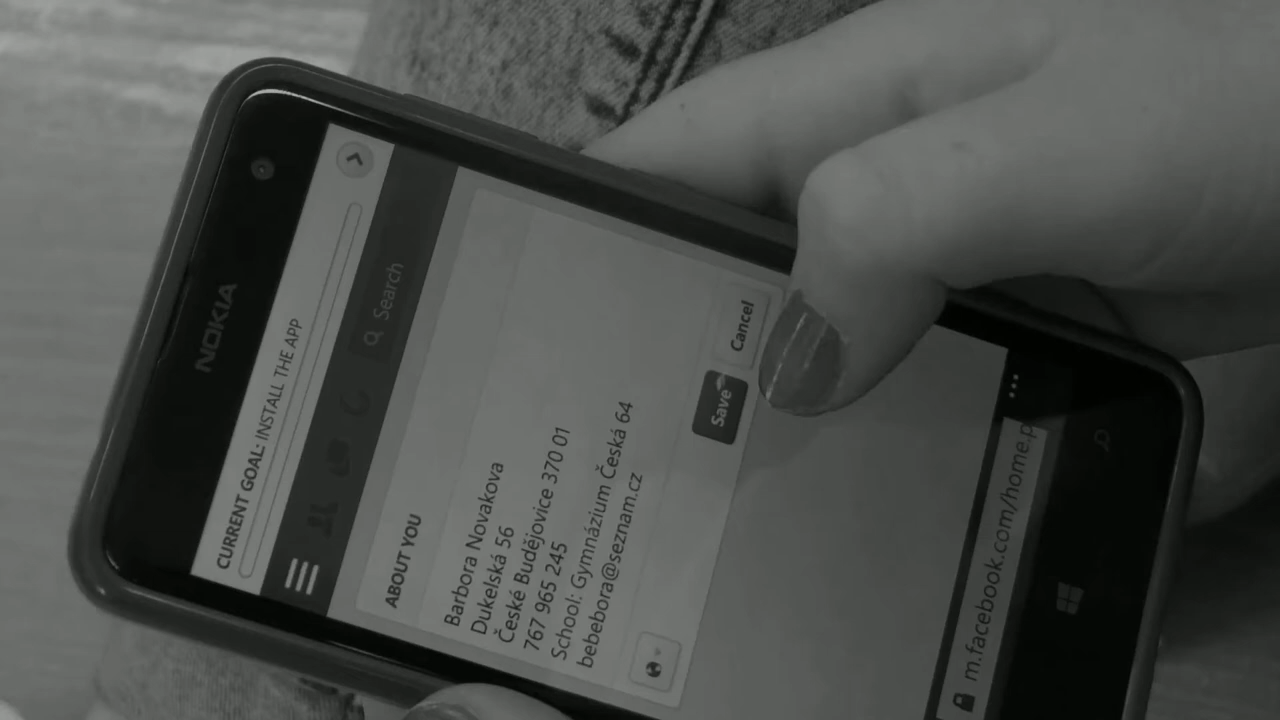 NOKIA
CURRENT GOAL: INSTALL THE APP
Search
ABOUT YOU
Barbora Novakova
Dukelská 56
České Budějovice 370 01
767 965 245
School: Gymnázium Česká 64
bebebora@seznam.cz
Save Cancel
m.facebook.com/home.p